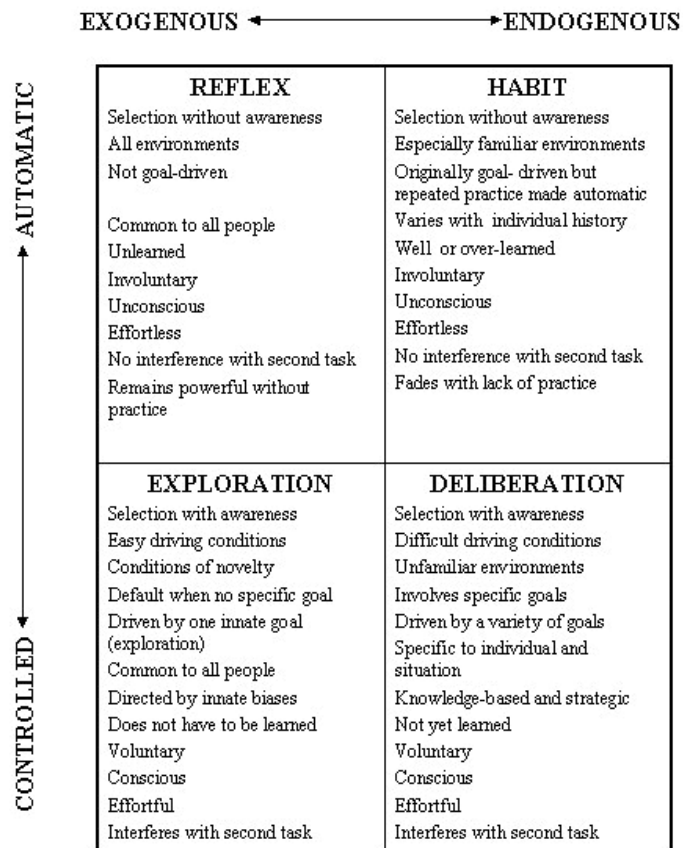 EXOGENOUS ENDOGENOUS
AUTOMATIC
CONTROLLED
REFLEX
Selection without awareness
All environments
Not goal-driven
Common to all people
Unlearned
Involuntary
Unconscious
Effortless
No interference with second task
Remains powerful without
practice
HABIT
Selection without awareness
Especially familiar environments
Originally goal- driven but
repeated practice made automatic
Varies with individual history
Well or over-learned
Involuntary
Unconscious
Effortless
No interference with second task
Fades with lack of practice
EXPLORATION
Selection with awareness
Easy driving conditions
Conditions of novelty
Default when no specific goal
Driven by one innate goal
(exploration)
Common to all people
Directed by innate biases
Does not have to be learned
Voluntary
Conscious
Effortful
Interferes with second task
DELIBERATION
Selection with awareness
Difficult driving conditions
Unfamiliar environments
Involves specific goals
Driven by a variety of goals
Specific to individual and
situation
Knowledge-based and strategic
Not yet learned
Voluntary
Conscious
Effortful
Interferes with second task